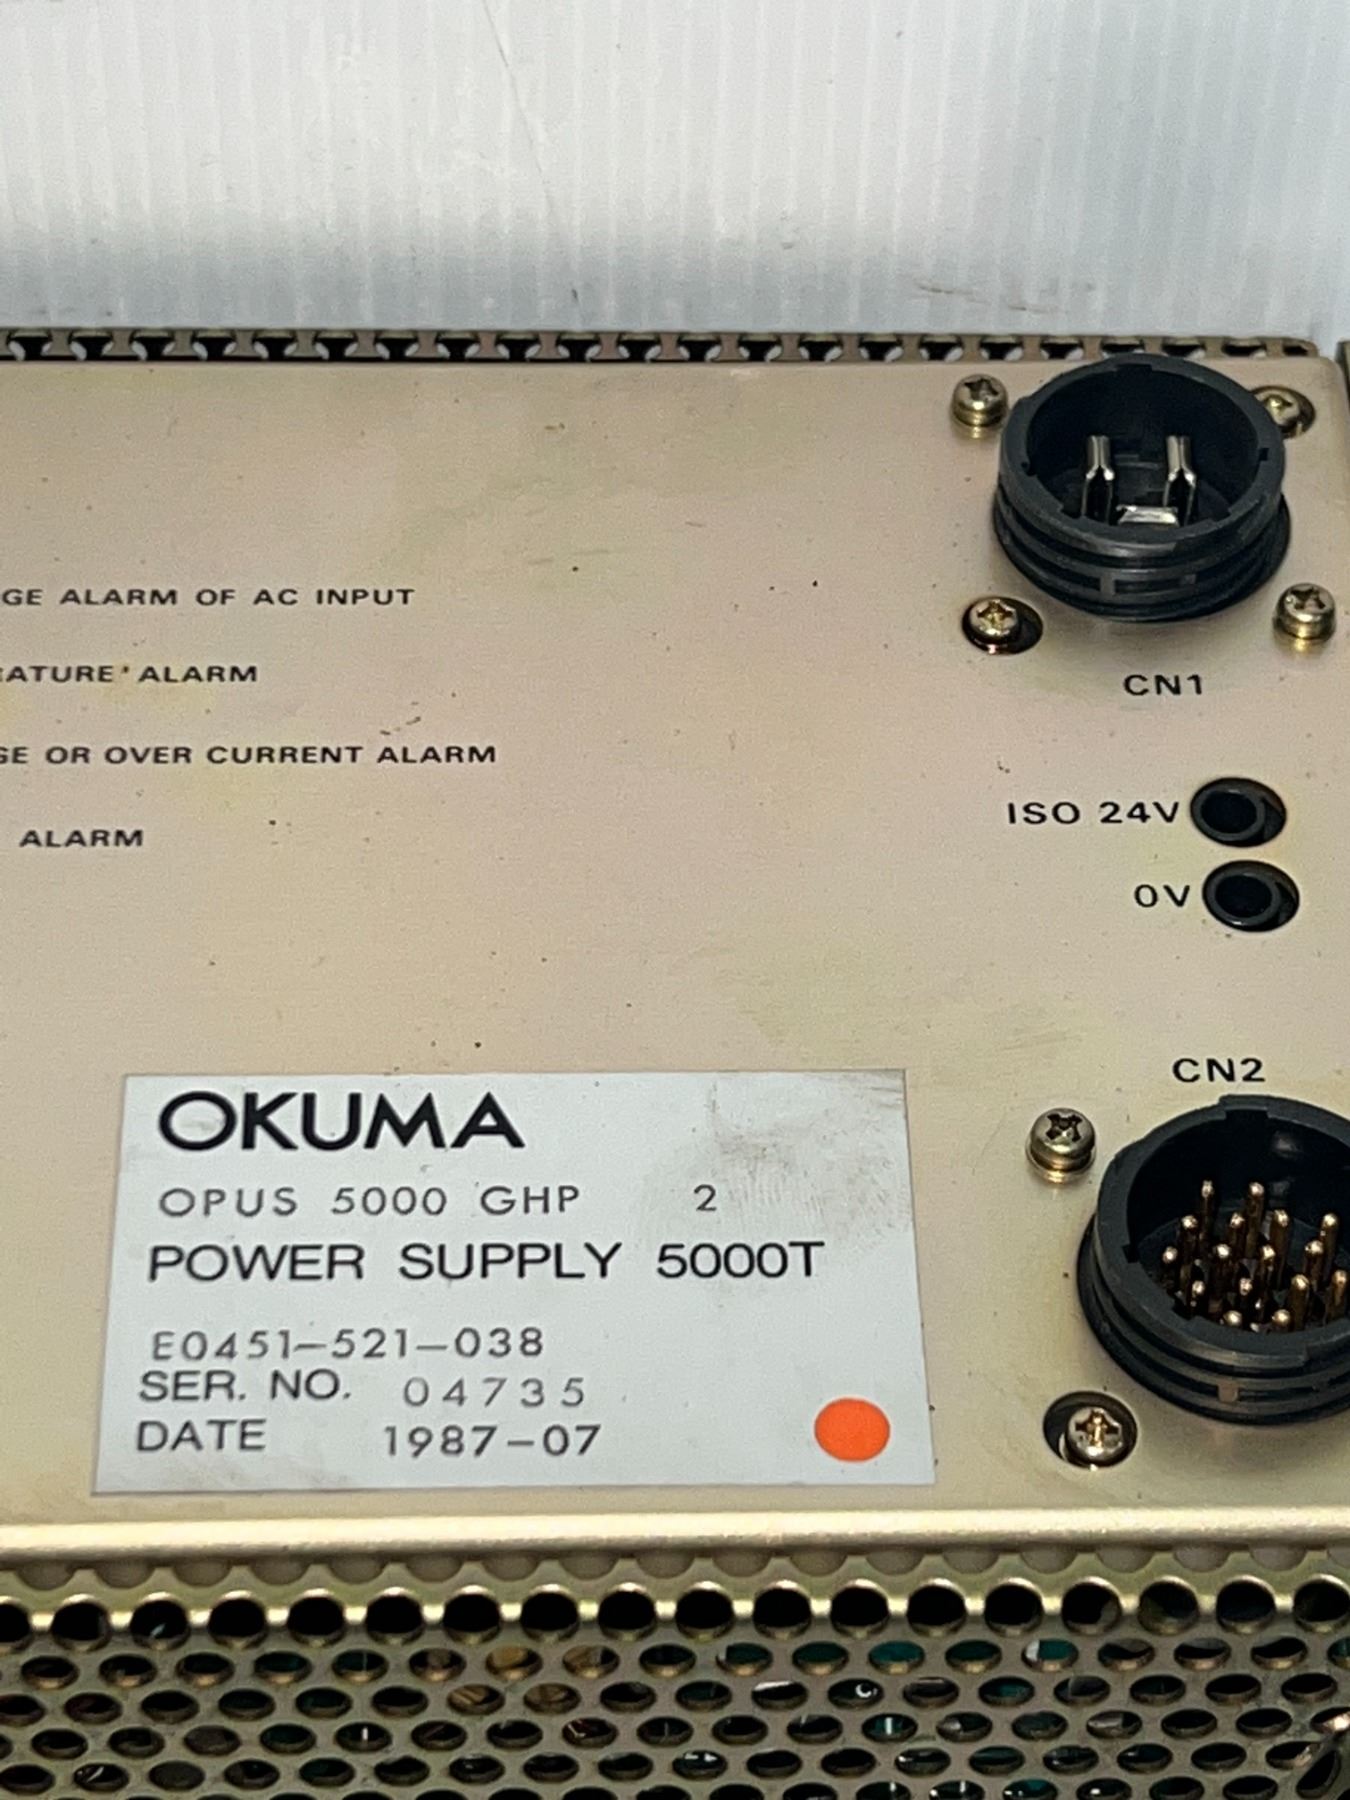 GE ALARM OF AC INPUT
RATURE ALARM
GE OR OVER CURRENT ALARM
ALARM
CN1
ISO 24V
0V
CN2
OKUMA
OPUS 5000 GHP 2
POWER SUPPLY 5000T
E0451-521-038
SER. NO. 04735
DATE 1987-07